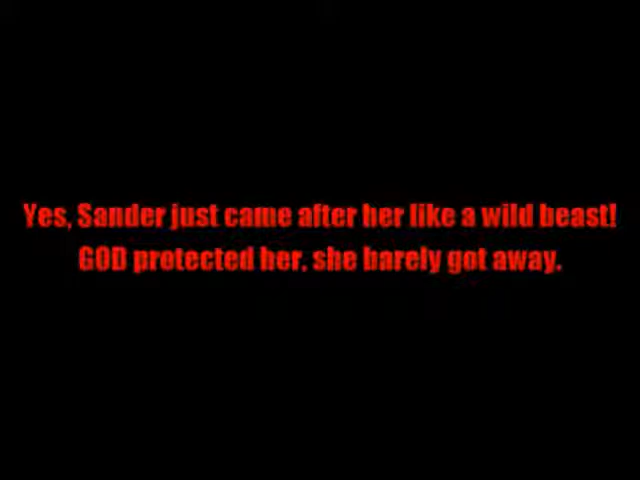 Yes, Sander just came after her like a wild beast!
GOD protected her, she barely got away.